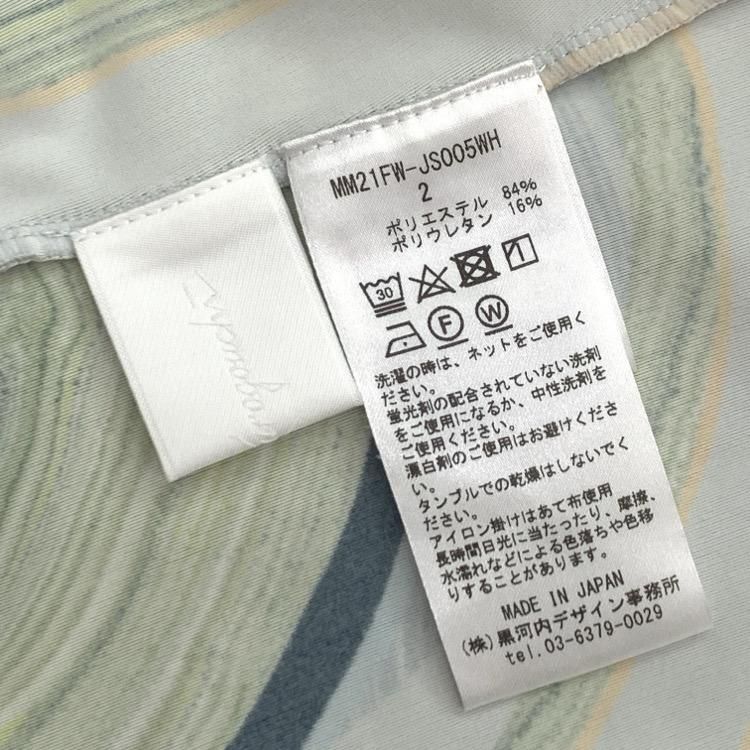 MM21FW-JS005WH
2
ポリエステル 84%
ポリウレタン 16%
30
F W
洗濯の時は、ネットをご使用く
ださい。
蛍光剤の配合されていない洗剤
をご使用になるか、中性洗剤を
ご使用ください。
漂白剤のご使用はお避けくださ
い。
タンブルでの乾燥はしないでく
ださい。
アイロン掛けはあて布使用
長時間日光に当たったり、摩擦、
水濡れなどによる色落ちや色移
りすることがあります。
MADE IN JAPAN
(株)黒河内デザイン事務所
tel.03-6379-0029